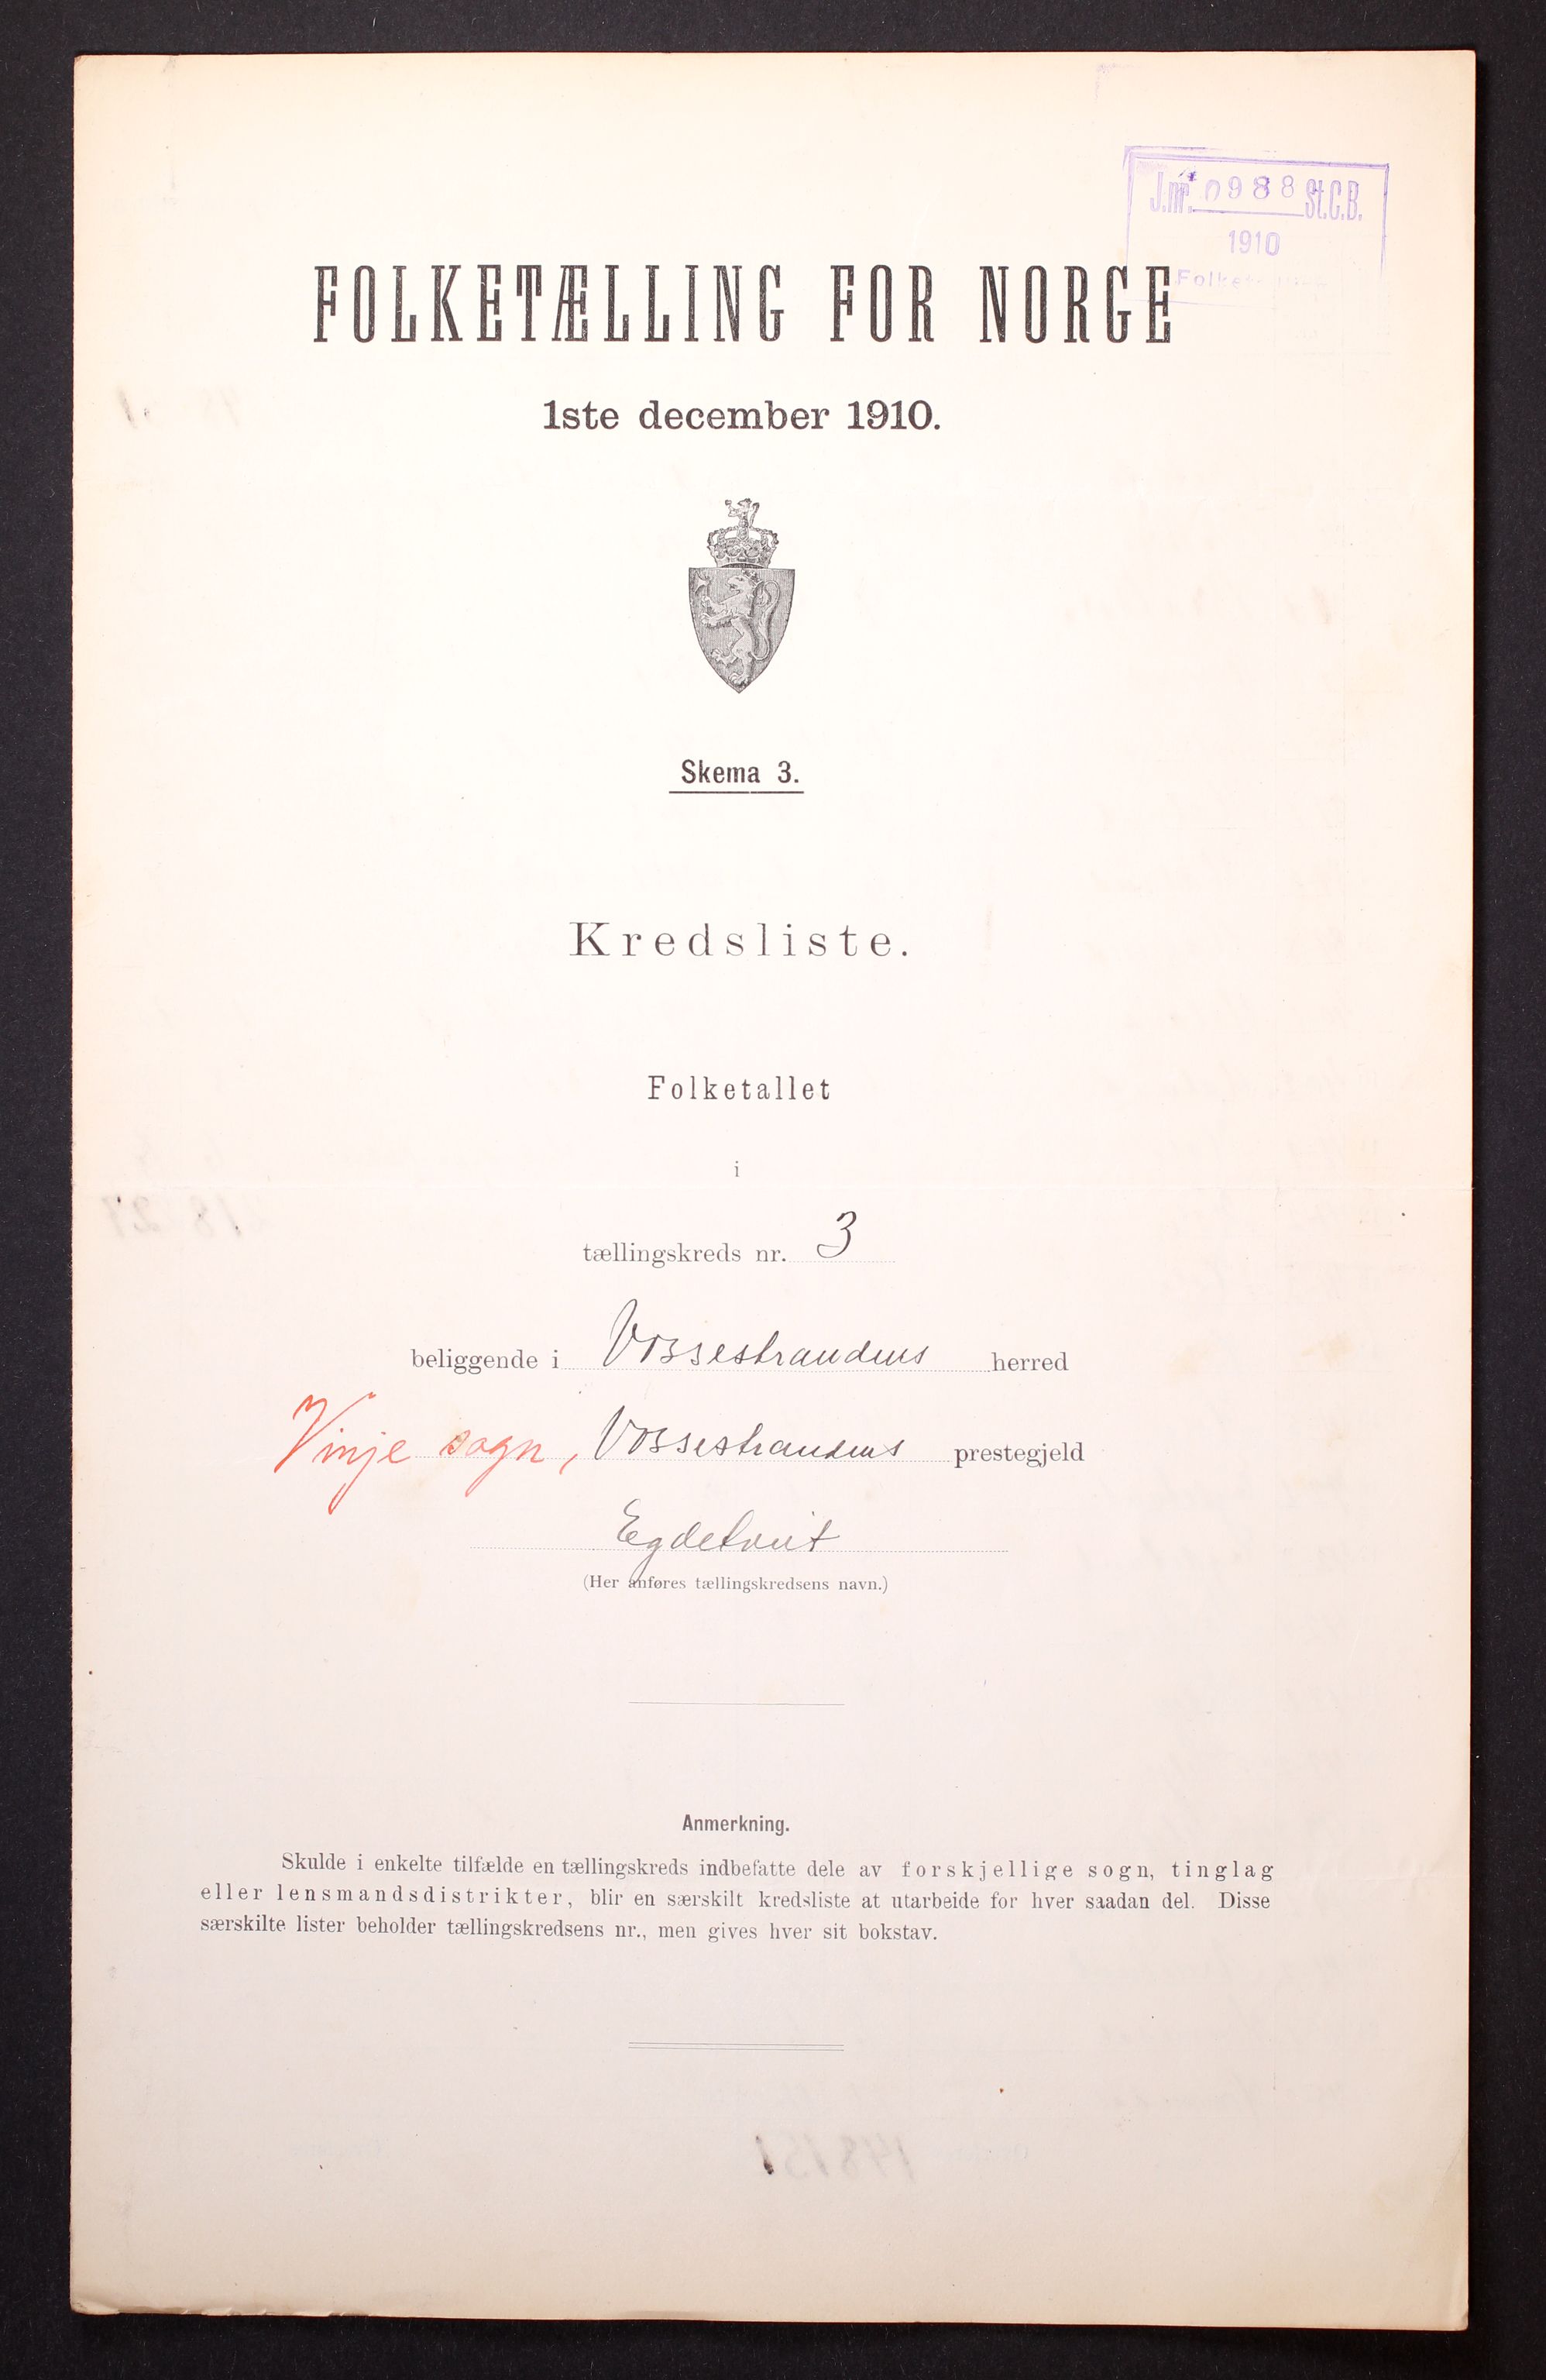 J.nr. 0988 St.C.B.
1910
FOLKETÆLLING FOR NORGE
1ste december 1910.
Skema 3.
Kredsliste.
Folketallet
i
tællingskreds nr. 3
beliggende i Vossestrandens herred
Vinje sogn, Vossestrandens prestegjeld
Egdetveit
(Her anføres tællingskredsens navn.)
Anmerkning.
Skulde i enkelte tilfælde en tællingskreds indbefatte dele av forskjellige sogn, tinglag
eller lensmandsdistrikter, blir en særskilt kredsliste at utarbeide for hver saadan del. Disse
særskilte lister beholder tællingskredsens nr., men gives hver sit bokstav.